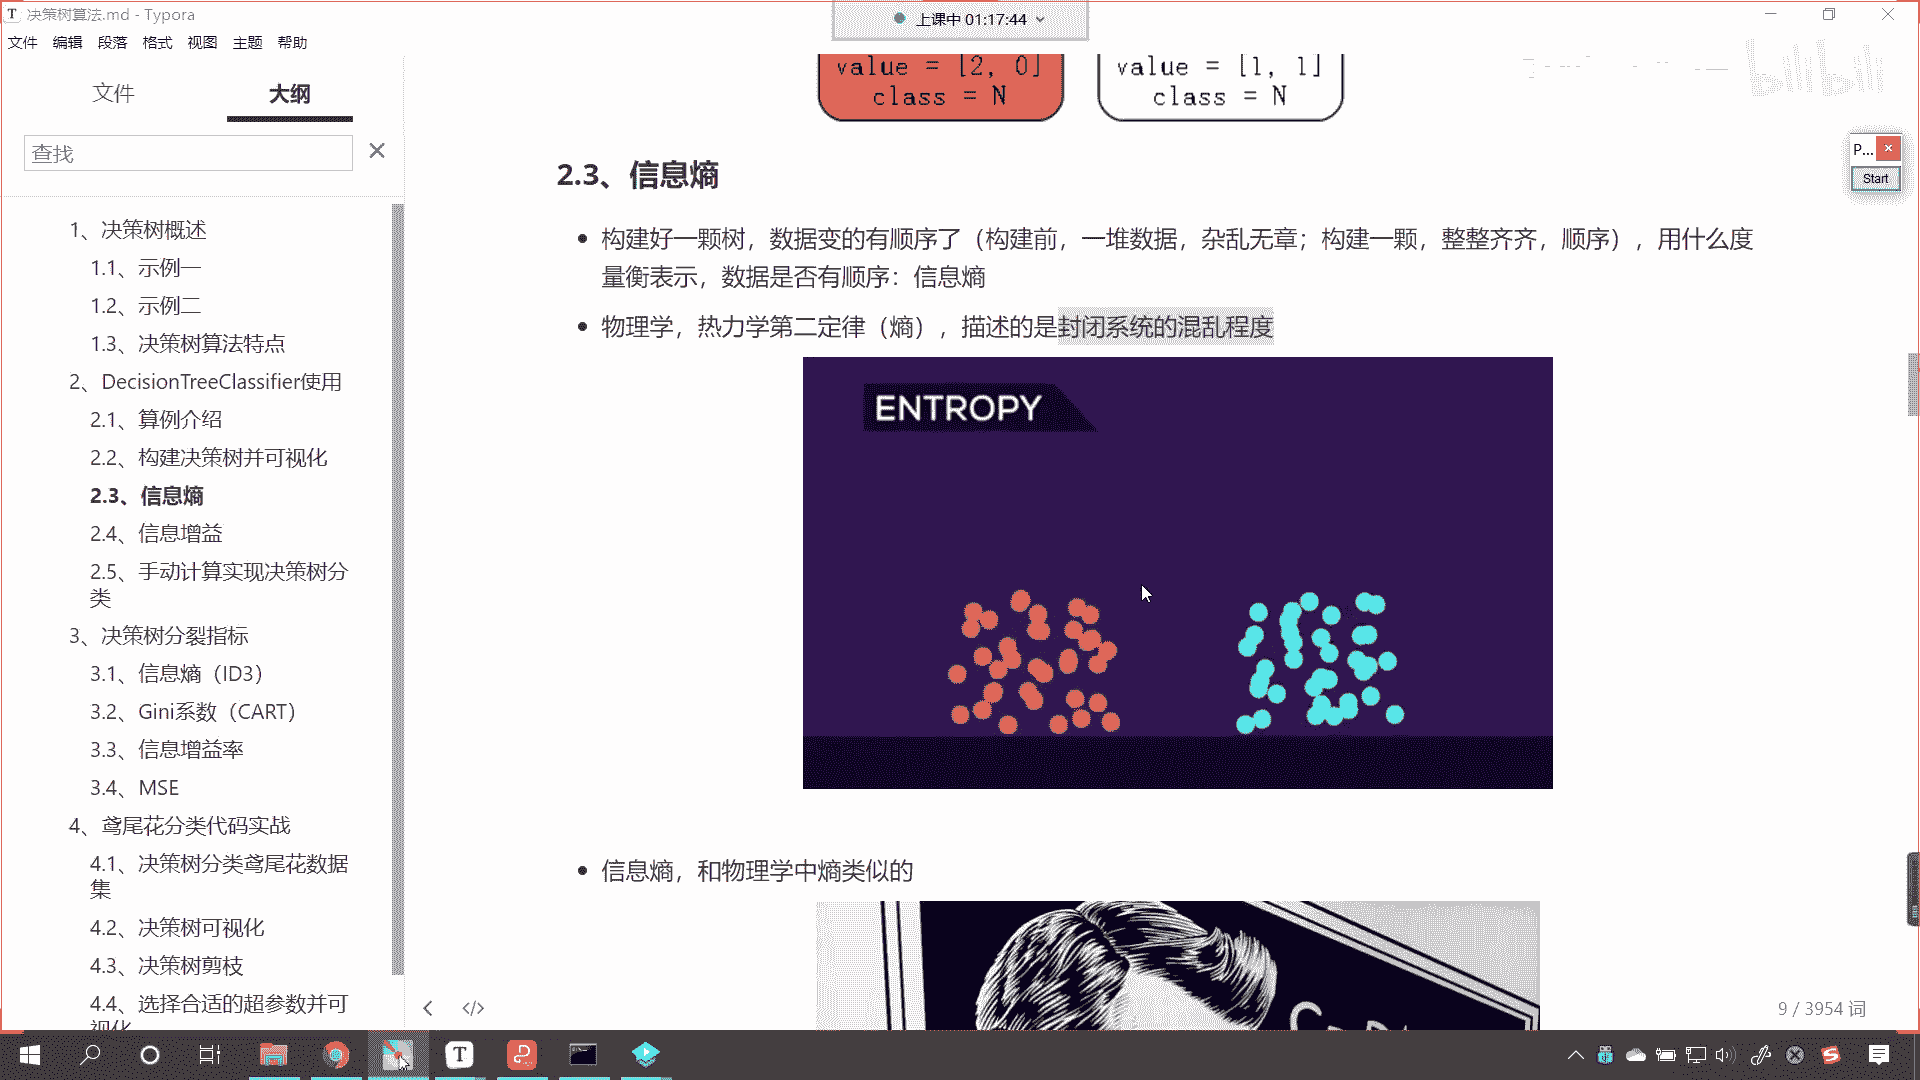 决策树算法.md - Typora
上课中 01:17:44
文件 编辑 段落 格式 视图 主题 帮助
文件 大纲
查找
1、决策树概述
1.1、示例一
1.2、示例二
1.3、决策树算法特点
2、DecisionTreeClassifier使用
2.1、算例介绍
2.2、构建决策树并可视化
2.3、信息熵
2.4、信息增益
2.5、手动计算实现决策树分
类
3、决策树分裂指标
3.1、信息熵（ID3）
3.2、Gini系数（CART）
3.3、信息增益率
3.4、MSE
4、鸢尾花分类代码实战
4.1、决策树分类鸢尾花数据
集
4.2、决策树可视化
4.3、决策树剪枝
4.4、选择合适的超参数并可
视化
value = [2, 0]
class = N
value = [1, 1]
class = N
bilibili
P...
Start
2.3、信息熵
构建好一颗树，数据变的有顺序了（构建前，一堆数据，杂乱无章；构建一颗，整整齐齐，顺序），用什么度
量衡表示，数据是否有顺序：信息熵
物理学，热力学第二定律（熵），描述的是封闭系统的混乱程度
ENTROPY
信息熵，和物理学中熵类似的
9 / 3954 词